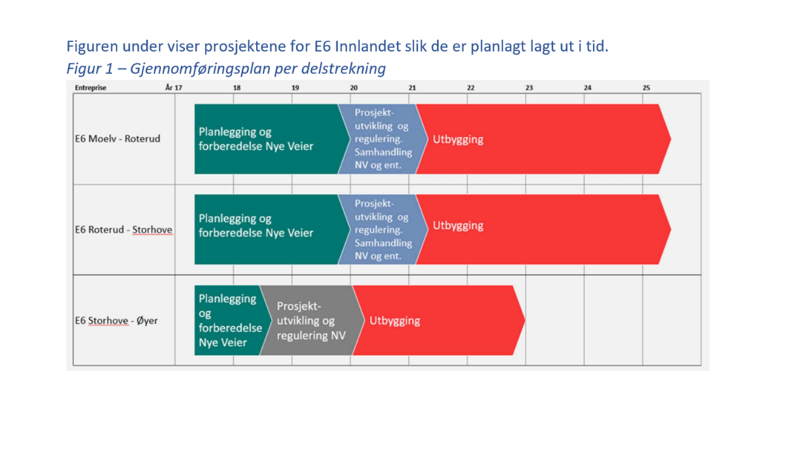 Figuren under viser prosjektene for E6 Innlandet slik de er planlagt lagt ut i tid.
Figur 1 – Gjennomføringsplan per delstrekning
Entreprise År 17 18 19 20 21 22 23 24 25
E6 Moelv - Roterud
Planlegging og
forberedelse Nye Veier
Prosjekt-
utvikling og
regulering.
Samhandling
NV og ent.
Utbygging
E6 Roterud - Storhove
Planlegging og
forberedelse Nye Veier
Prosjekt-
utvikling og
regulering.
Samhandling
NV og ent.
Utbygging
E6 Storhove - Øyer
Planlegging
og
forberedelse
Nye Veier
Prosjekt-
utvikling og
regulering NV
Utbygging